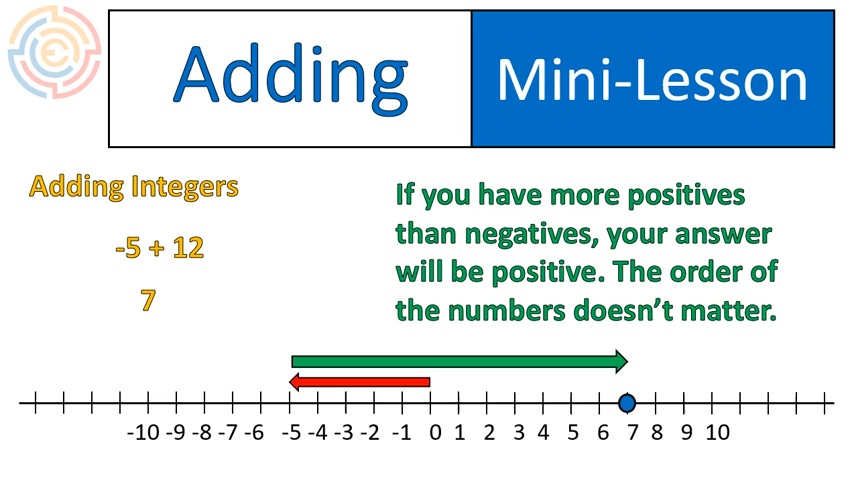 Adding
Mini-Lesson
Adding Integers
-5 + 12
7
If you have more positives
than negatives, your answer
will be positive. The order of
the numbers doesn't matter.
-10 -9 -8 -7 -6 -5 -4 -3 -2 -1 0 1 2 3 4 5 6 7 8 9 10